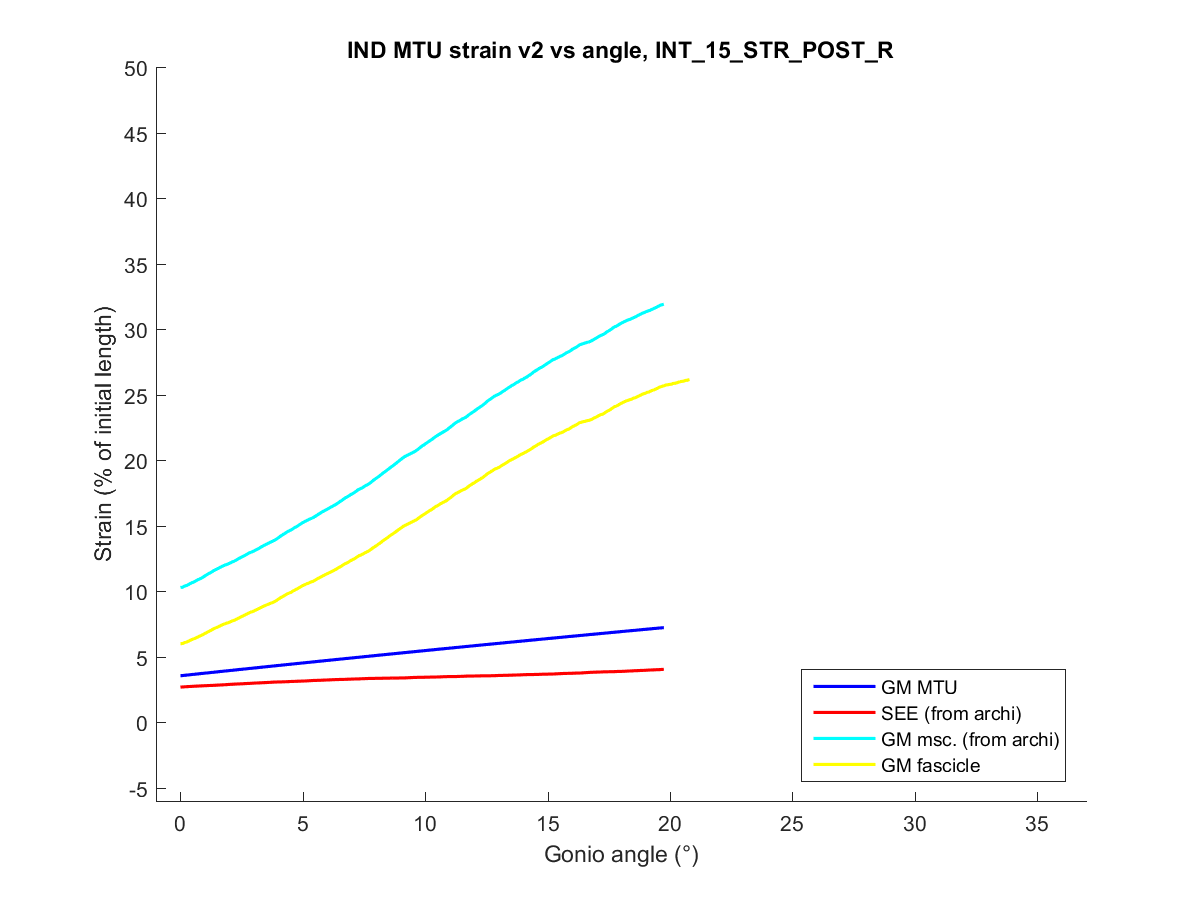 IND MTU strain v2 vs angle, INT_15_STR_POST_R
50
45
40
35
30
25
20
15
10
5
0
-5
Strain (% of initial length)
0 5 10 15 20 25 30 35
Gonio angle (°)
GM MTU
SEE (from archi)
GM msc. (from archi)
GM fascicle